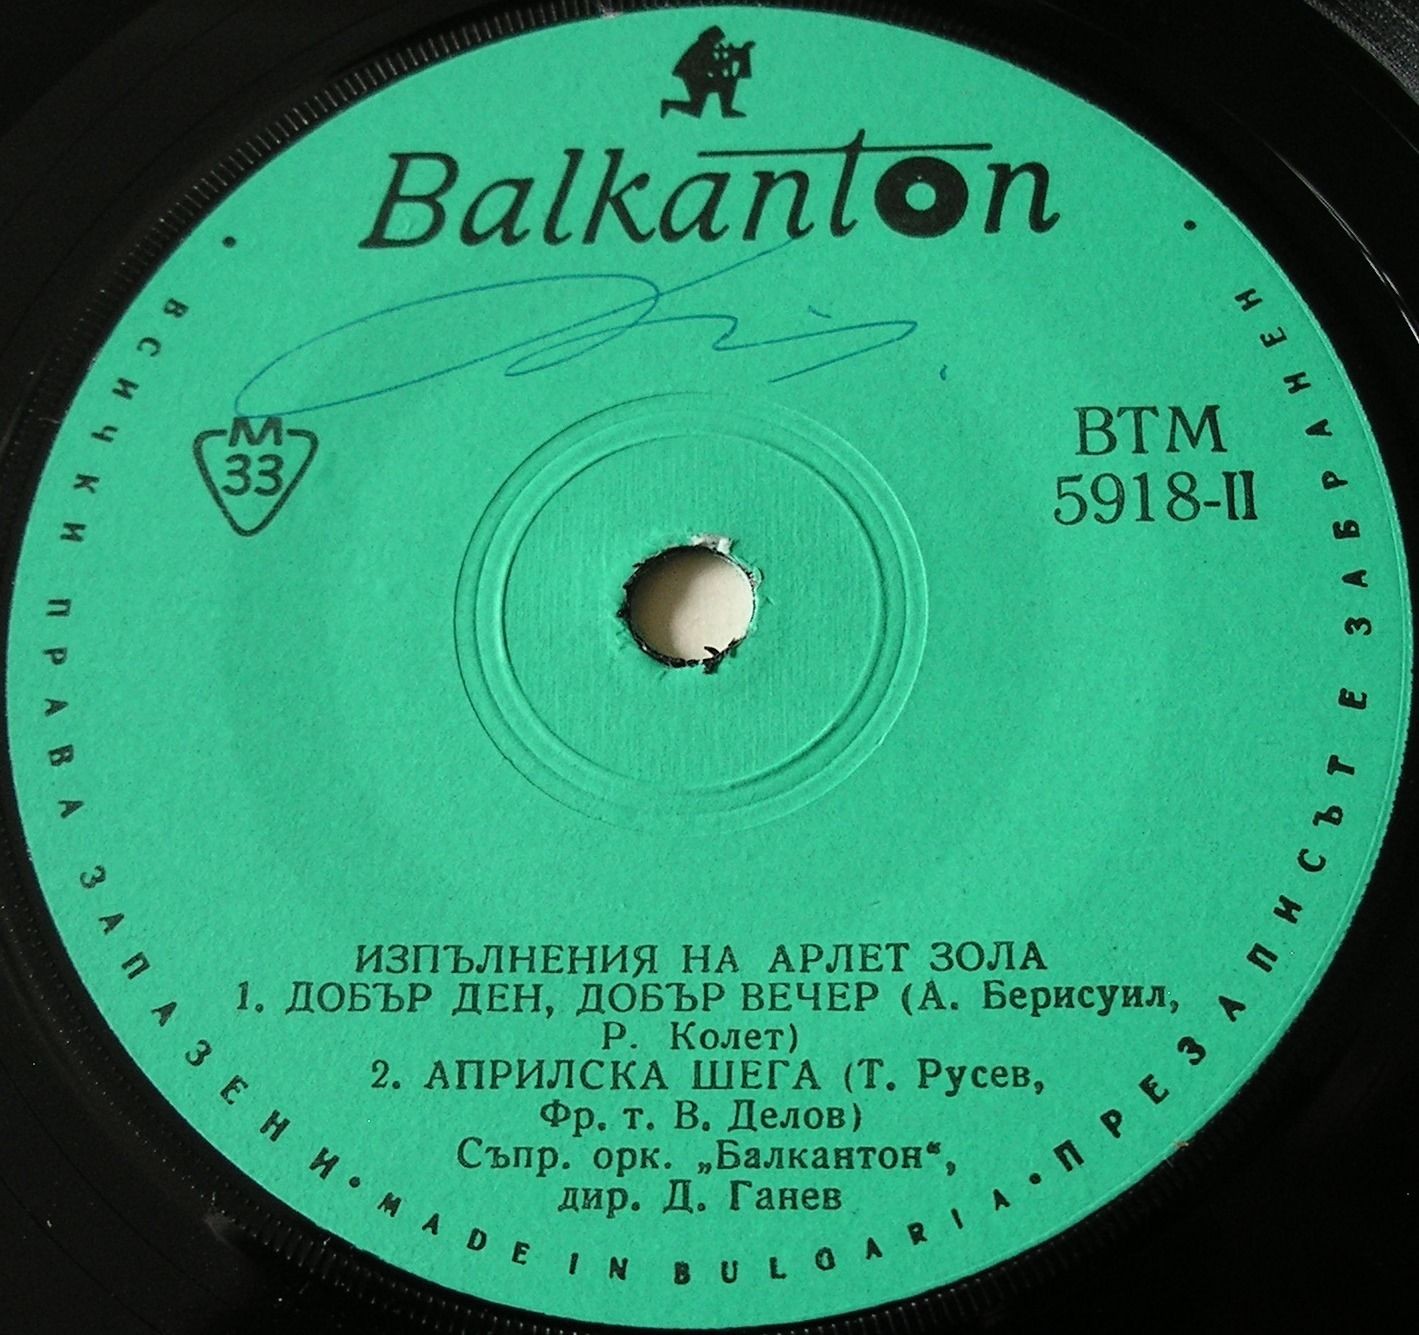 Balkanton
M
33
ВТМ
5918-II
ИЗПЪЛНЕНИЯ НА АРЛЕТ ЗОЛА
1. ДОБЪР ДЕН, ДОБЪР ВЕЧЕР (А. Берисуил,
Р. Колет)
2. АПРИЛСКА ШЕГА (Т. Русев,
Фр. т. В. Делов)
Съпр. орк. „Балкантон“,
дир. Д. Ганев
• ВСИЧКИ ПРАВА ЗАПАЗЕНИ • MADE IN BULGARIA • ПРЕЗАПИСЪТ Е ЗАБРАНЕН •